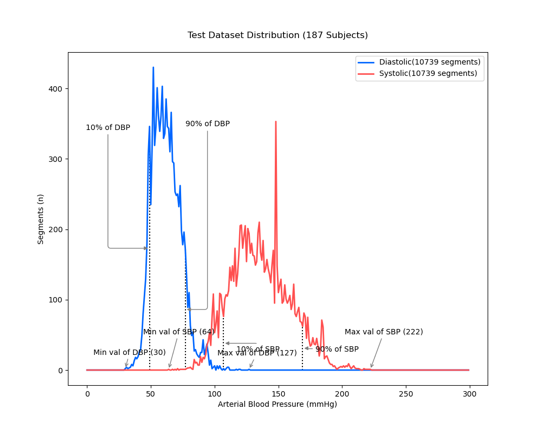 Test Dataset Distribution (187 Subjects)
Diastolic(10739 segments)
Systolic(10739 segments)
400
300
200
100
0
Segments (n)
10% of DBP
90% of DBP
Min val of SBP (64)
Max val of SBP (222)
Min val of DBP (30)
10% of SBP
90% of SBP
Max val of DBP (127)
0 50 100 150 200 250 300
Arterial Blood Pressure (mmHg)